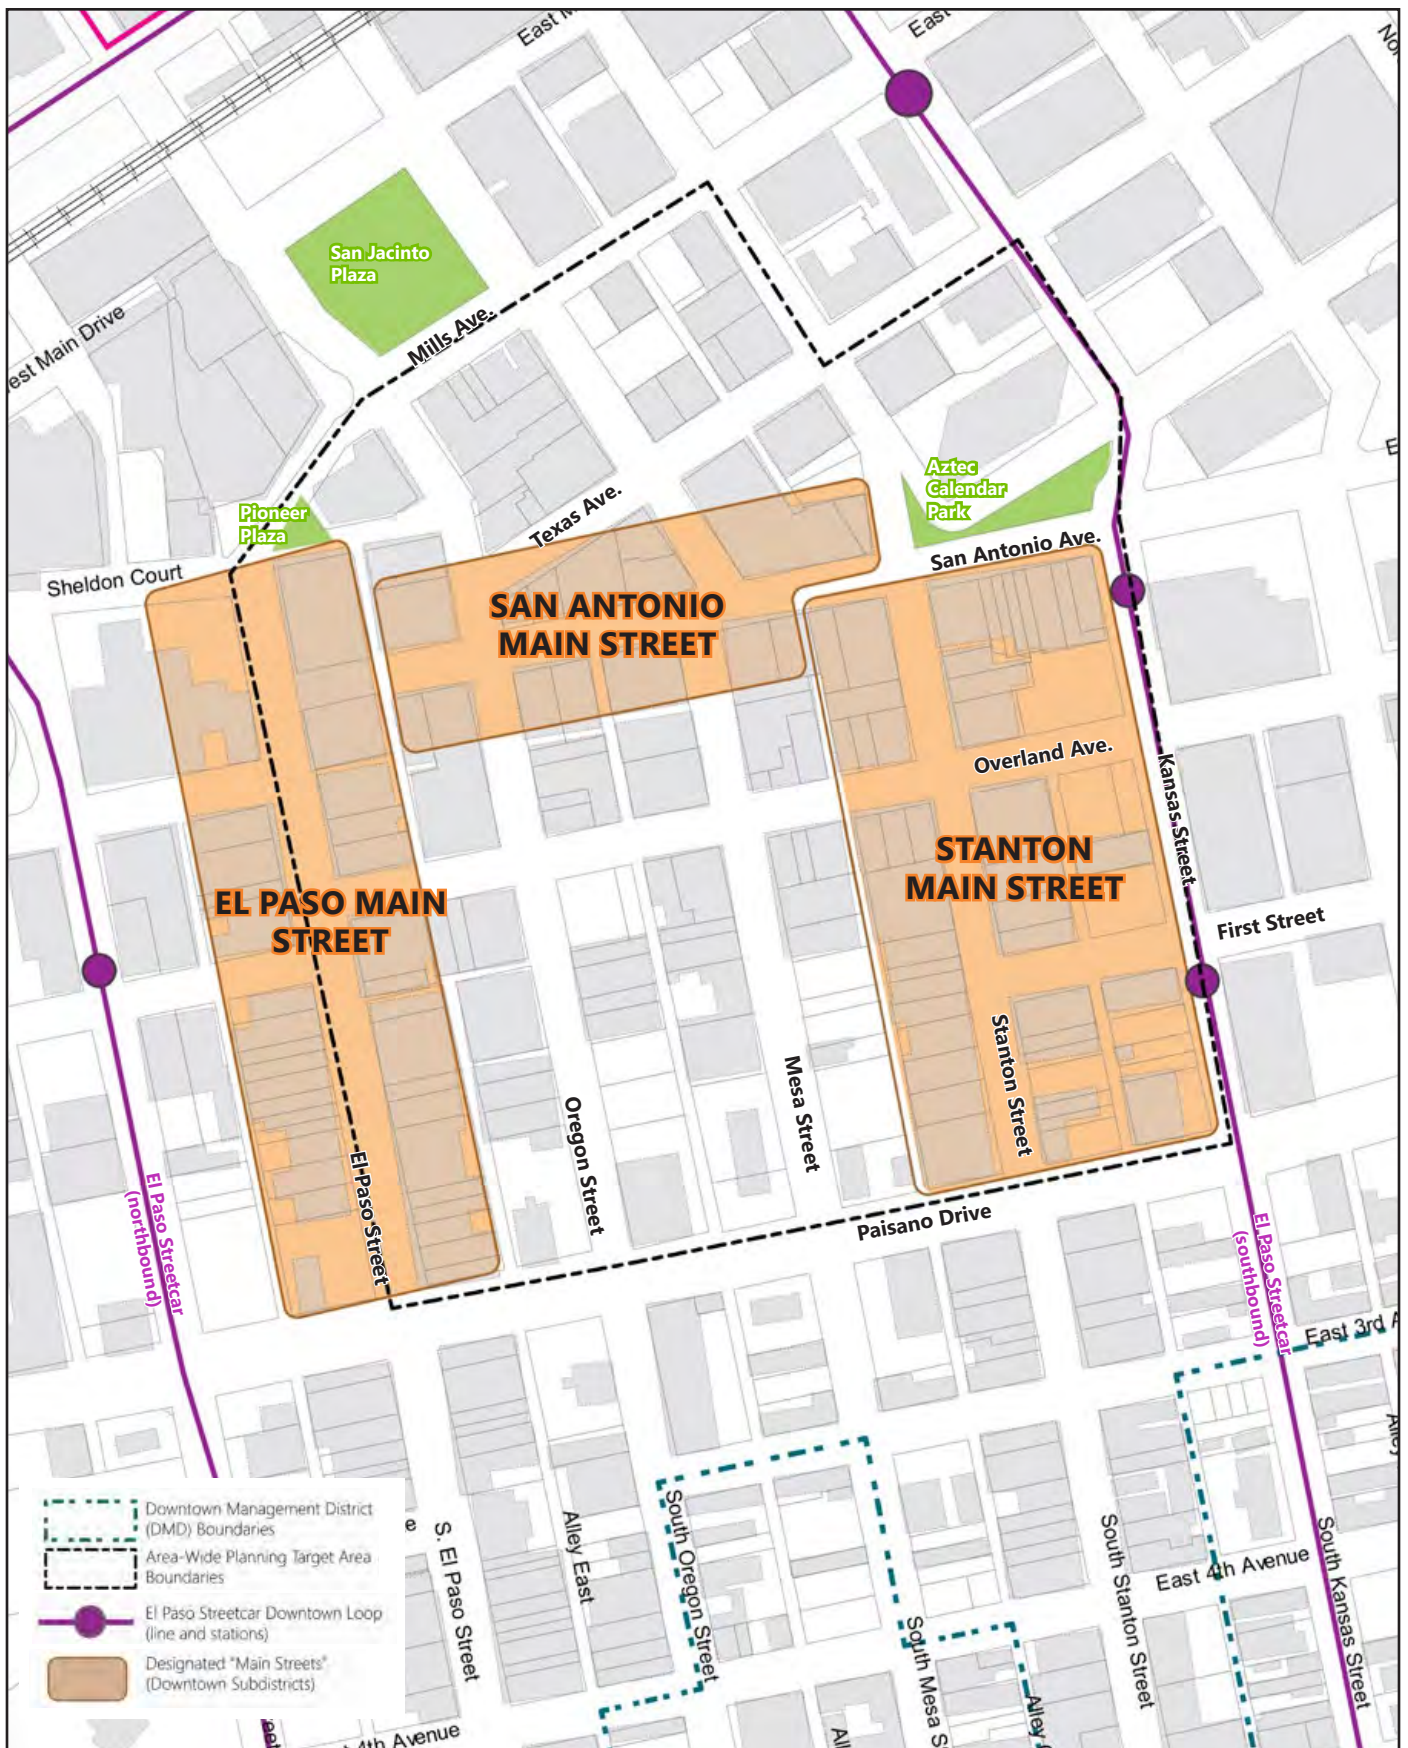 East
San Jacinto
Plaza
Mills Ave.
West Main Drive
Aztec
Calendar
Park
Pioneer
Plaza
Texas Ave.
San Antonio Ave.
Sheldon Court
SAN ANTONIO
MAIN STREET
Overland Ave.
Kansas Street
STANTON
MAIN STREET
EL PASO MAIN
STREET
First Street
Stanton Street
Mesa Street
Oregon Street
El Paso Street
Paisano Drive
El Paso Streetcar
(northbound)
El Paso Streetcar
(southbound)
East 3rd A
Downtown Management District
(DMD) Boundaries
Area-Wide Planning Target Area
Boundaries
El Paso Streetcar Downtown Loop
(line and stations)
Designated "Main Streets"
(Downtown Subdistricts)
S. El Paso Street
Alley East
South Oregon Street
South Mesa S
South Stanton Street
East 4th Avenue
South Kansas Street
Alley
4th Avenue